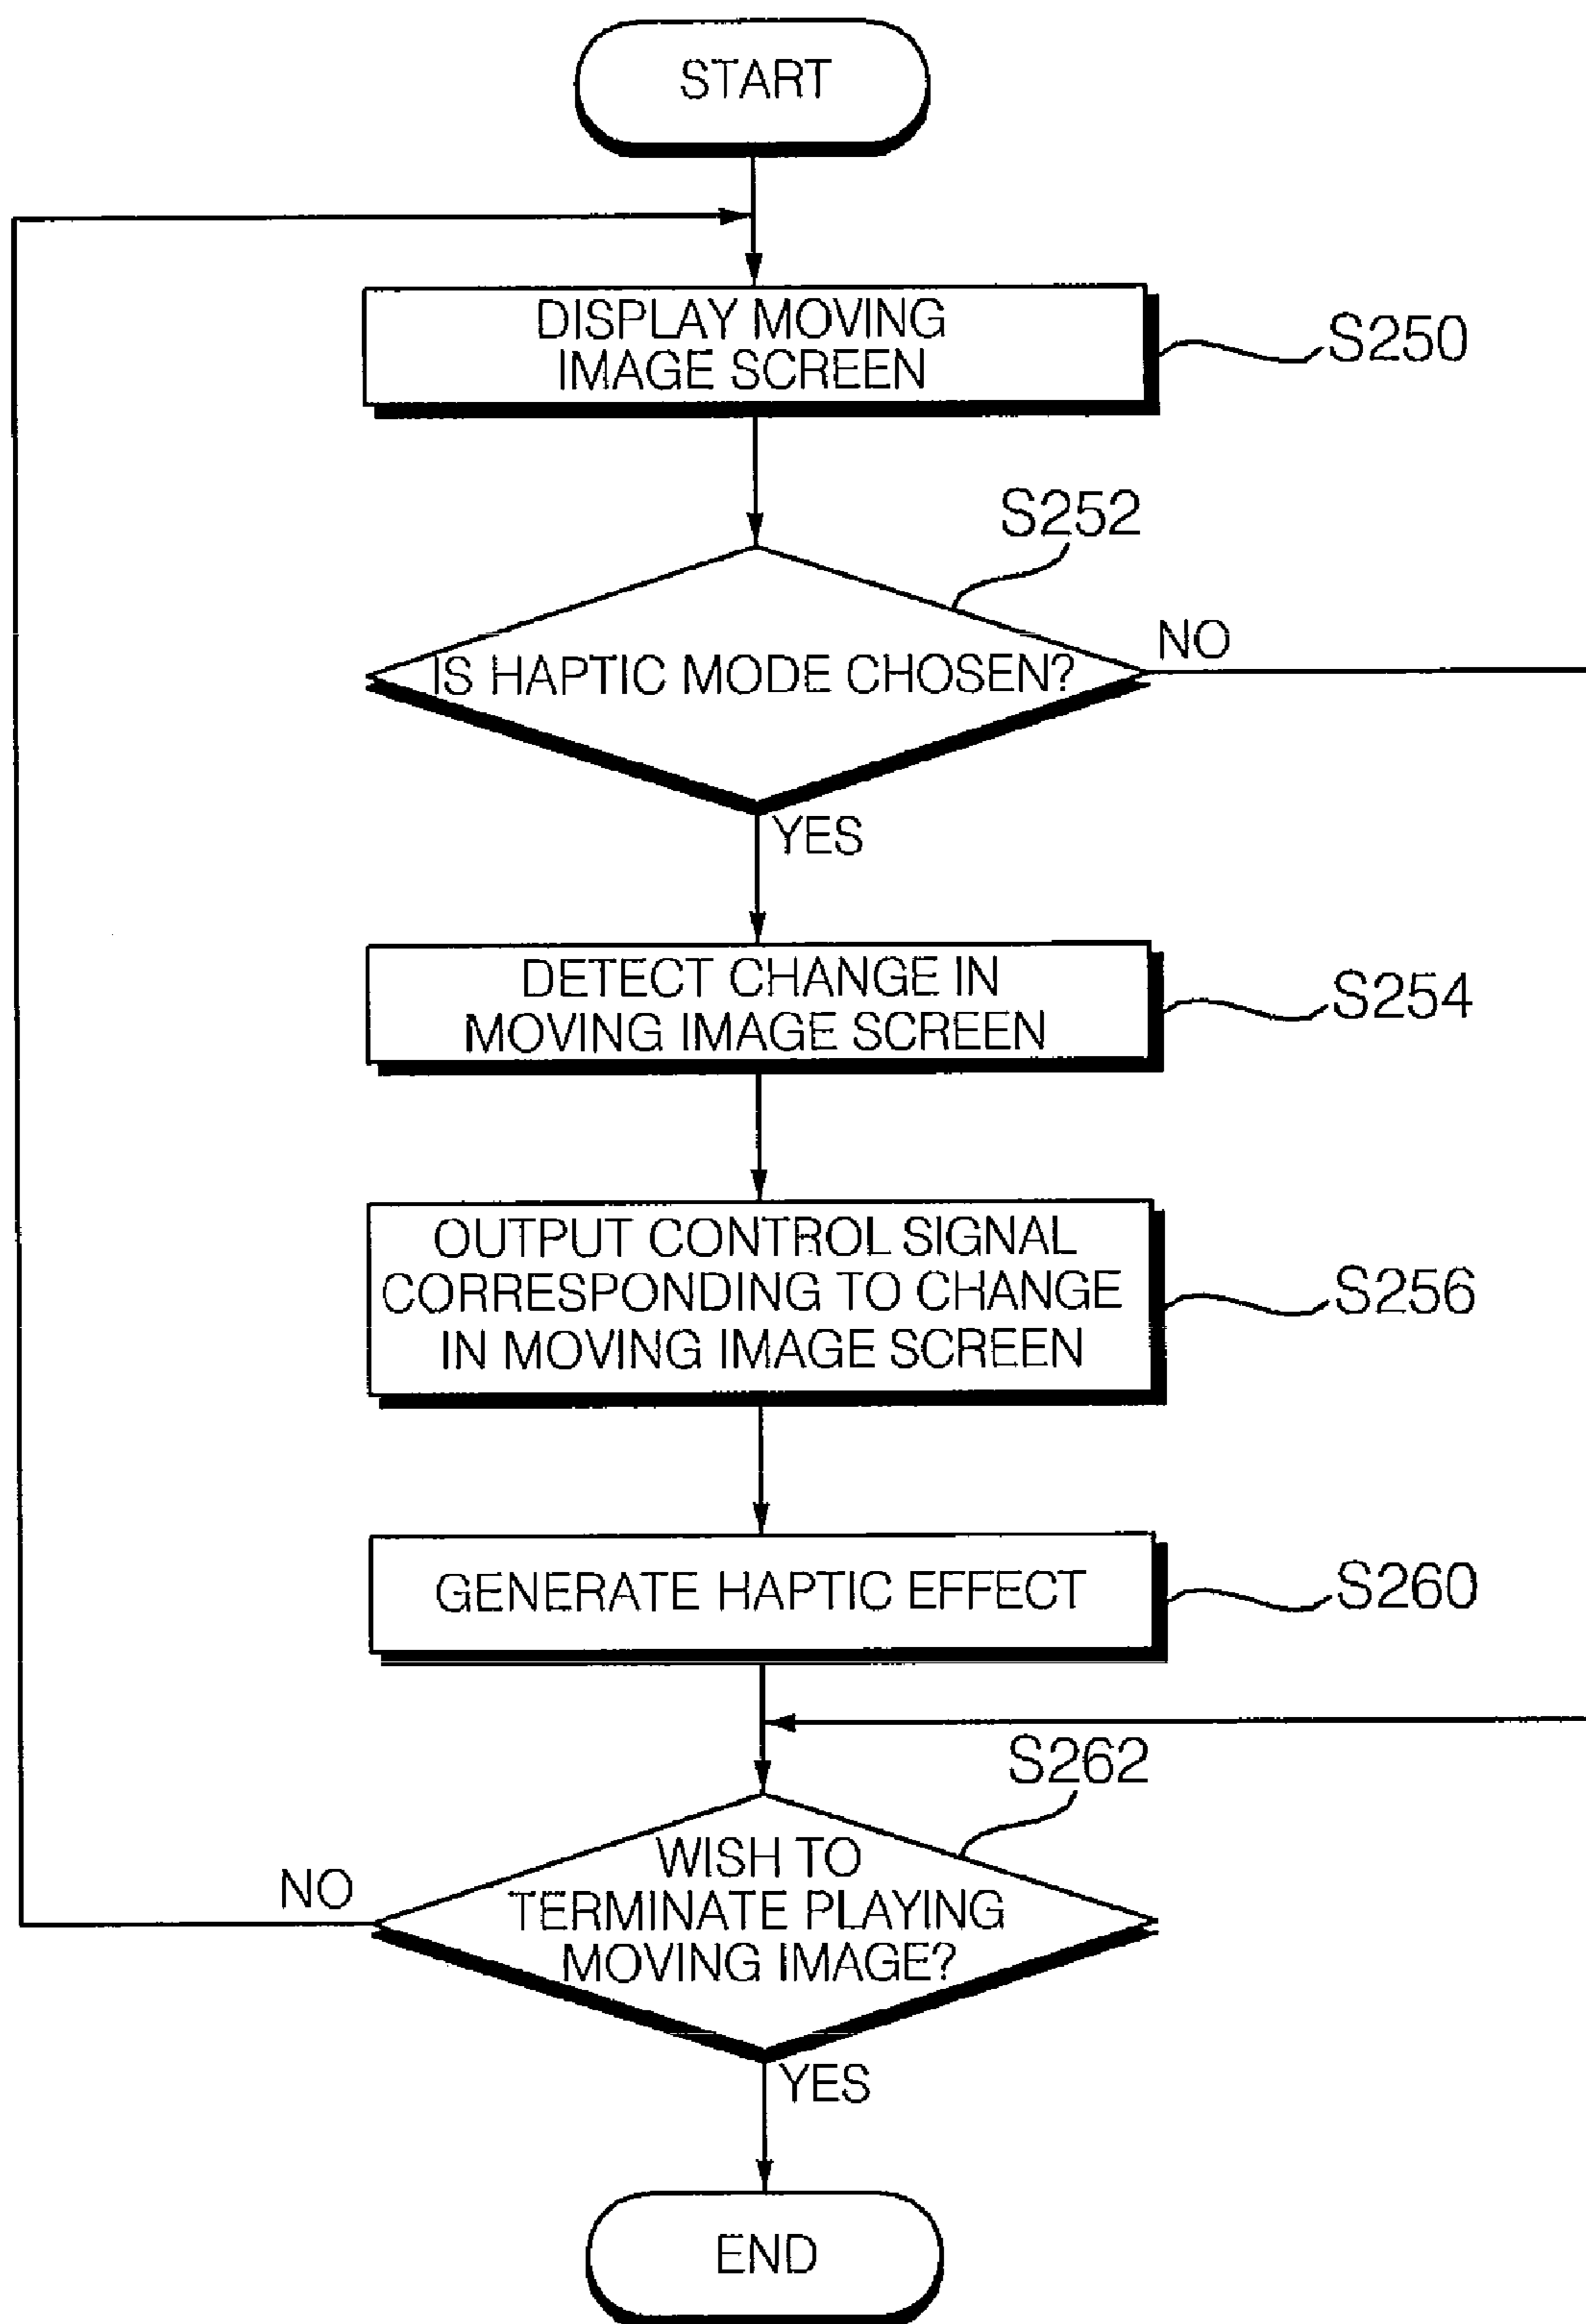 START
DISPLAY MOVING
IMAGE SCREEN
S250
S252
IS HAPTIC MODE CHOSEN?
NO
YES
DETECT CHANGE IN
MOVING IMAGE SCREEN
S254
OUTPUT CONTROL SIGNAL
CORRESPONDING TO CHANGE
IN MOVING IMAGE SCREEN
S256
GENERATE HAPTIC EFFECT
S260
S262
WISH TO
TERMINATE PLAYING
MOVING IMAGE?
NO
YES
END